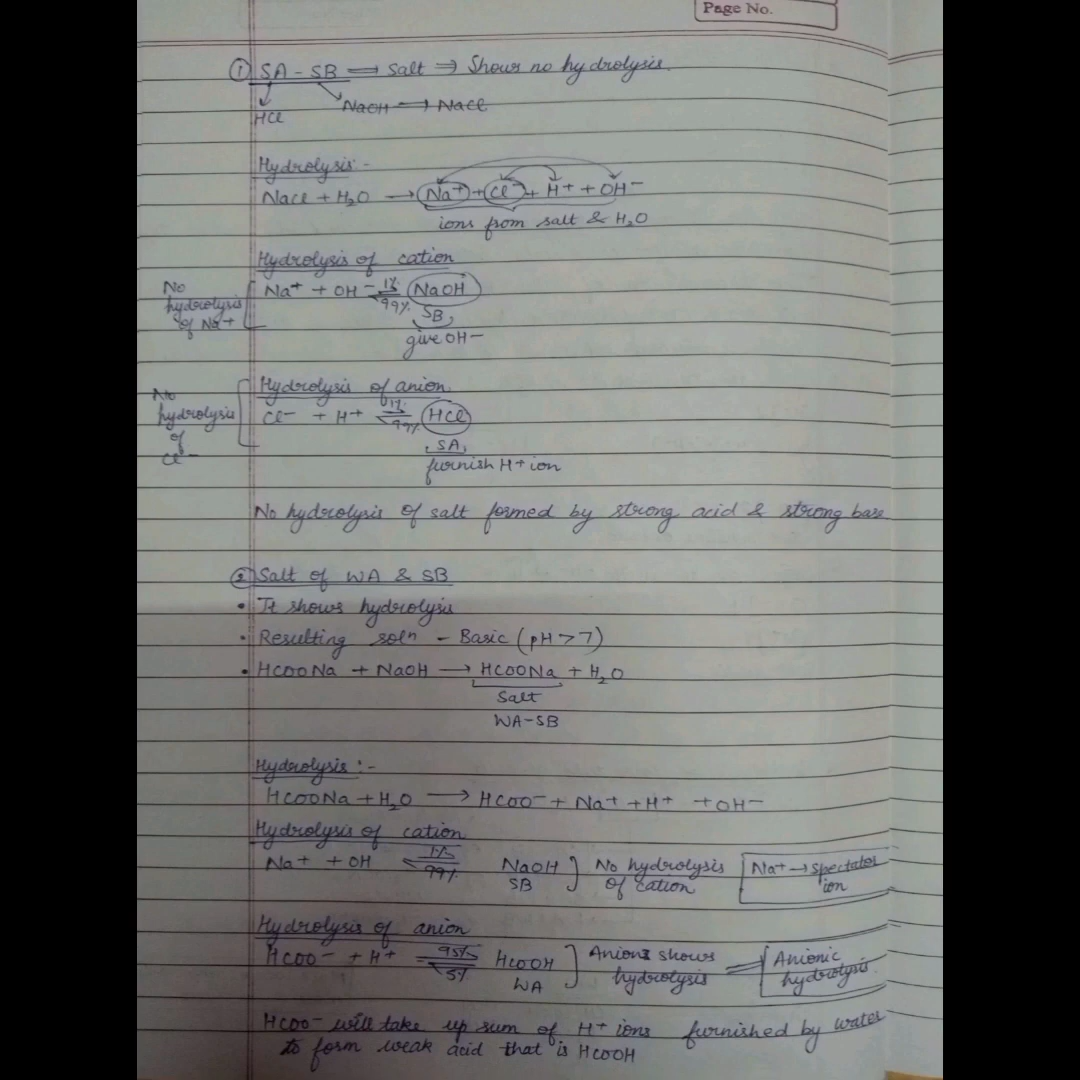 Page No.
① SA - SB ⟹ Salt ⇒ Shows no hydrolysis.
HCl NaOH → NaCl
Hydrolysis:-
NaCl + H₂O → Na⁺ + Cl⁻ + H⁺ + OH⁻
ions from salt & H₂O
Hydrolysis of cation
No hydrolysis of Na⁺
Na⁺ + OH⁻ ⇌ NaOH
1% 99%
SB
give OH⁻
Hydrolysis of anion
No hydrolysis of Cl⁻
Cl⁻ + H⁺ ⇌ HCl
1% 99%
SA
furnish H⁺ ion
No hydrolysis of salt formed by strong acid & strong base
② Salt of WA & SB
• It shows hydrolysis
• Resulting solⁿ - Basic (pH > 7)
• HCOONa + NaOH → HCOONa + H₂O
Salt
WA-SB
Hydrolysis :-
HCOONa + H₂O → HCOO⁻ + Na⁺ + H⁺ + OH⁻
Hydrolysis of cation
Na⁺ + OH ⇌ NaOH ] No hydrolysis Na⁺ → spectator
1% 99% SB of cation ion
Hydrolysis of anion
HCOO⁻ + H⁺ ⇌ HCOOH ] Anions shows Anionic
95% 5% WA hydrolysis hydrolysis.
HCOO⁻ will take up sum of H⁺ ions furnished by water
to form weak acid that is HCOOH